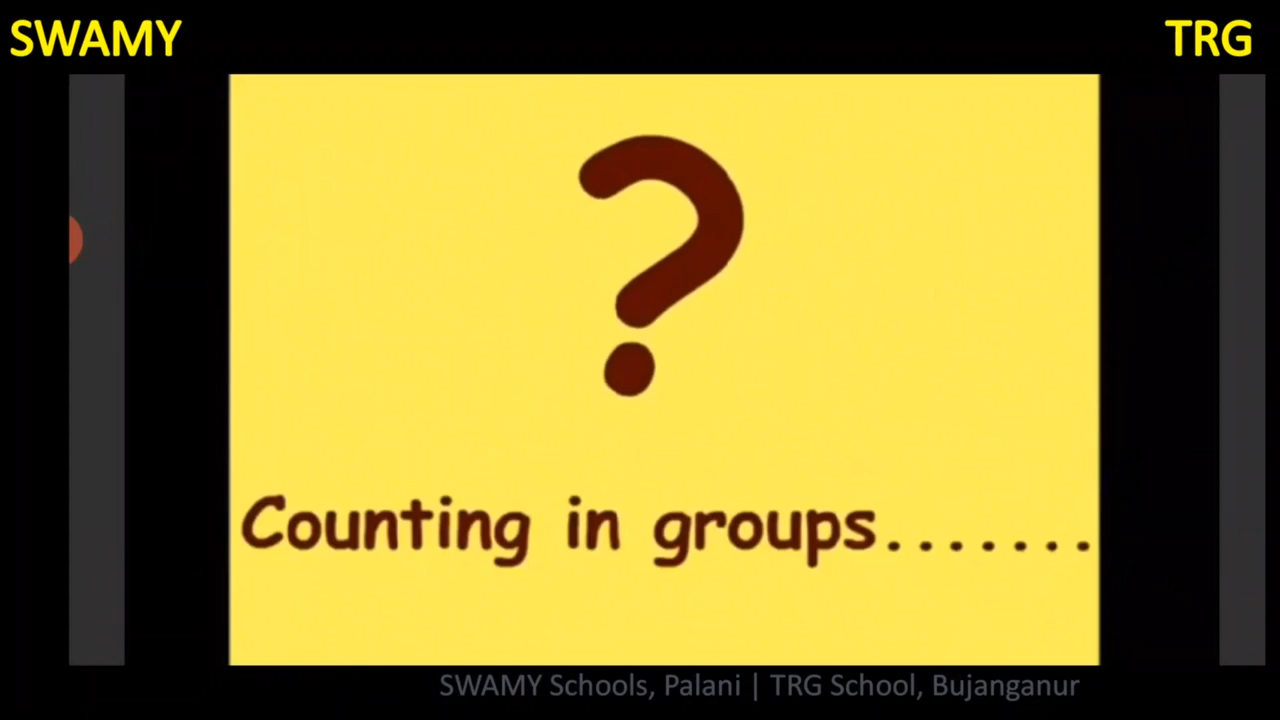 SWAMY
TRG
?
Counting in groups.......
SWAMY Schools, Palani | TRG School, Bujanganur